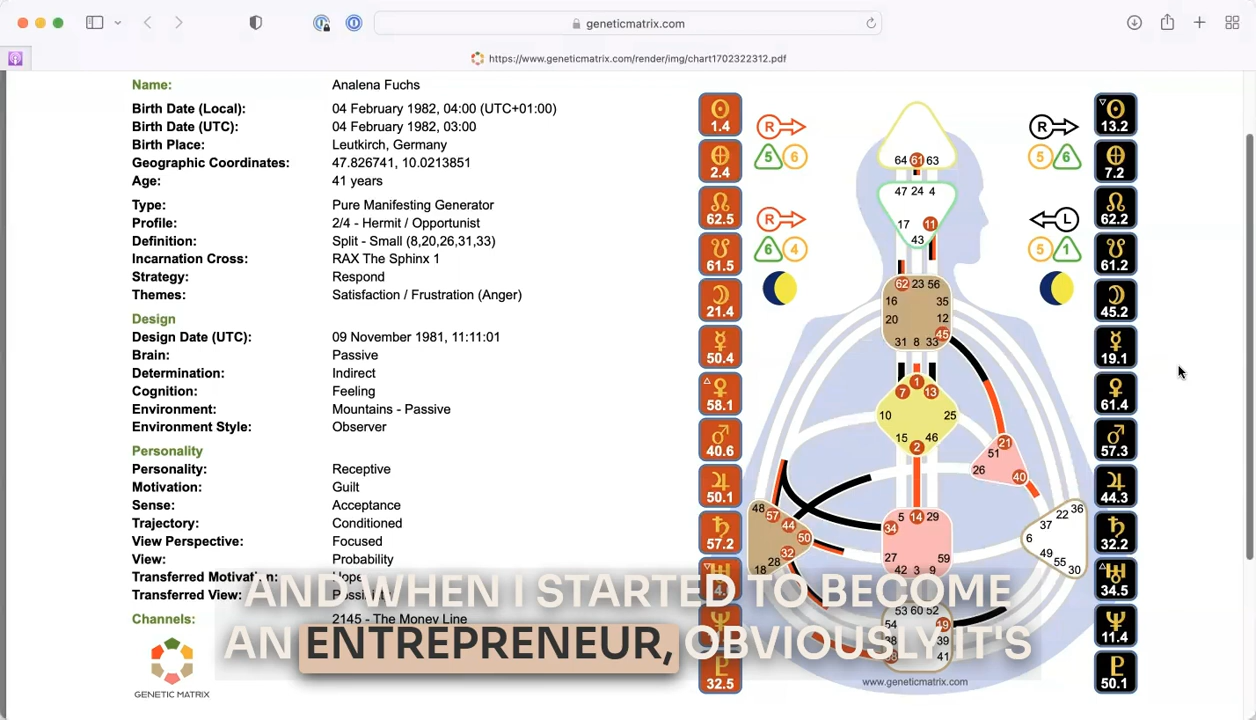 geneticmatrix.com
https://www.geneticmatrix.com/render/img/chart1702322312.pdf
Name: Analena Fuchs
Birth Date (Local): 04 February 1982, 04:00 (UTC+01:00)
Birth Date (UTC): 04 February 1982, 03:00
Birth Place: Leutkirch, Germany
Geographic Coordinates: 47.826741, 10.0213851
Age: 41 years
Type: Pure Manifesting Generator
Profile: 2/4 - Hermit / Opportunist
Definition: Split - Small (8,20,26,31,33)
Incarnation Cross: RAX The Sphinx 1
Strategy: Respond
Themes: Satisfaction / Frustration (Anger)
Design
Design Date (UTC): 09 November 1981, 11:11:01
Brain: Passive
Determination: Indirect
Cognition: Feeling
Environment: Mountains - Passive
Environment Style: Observer
Personality
Personality: Receptive
Motivation: Guilt
Sense: Acceptance
Trajectory: Conditioned
View Perspective: Focused
View: Probability
Transferred Motivation: Hope
Transferred View:
Channels: 2145 - The Money Line
GENETIC MATRIX
1.4
2.4
62.5
61.5
21.4
50.4
58.1
40.6
50.1
57.2
32.5
R
5 6
R
6 4
64 61 63
47 24 4
17 11
43
62 23 56
16 35
20 12
45
31 8 33
1
7 13
10 25
15 46
2
21
51
26 40
48
57
44
50
32
28
18
5 14 29
34
27 59
42 3 9
36
22
37
6
49
55
30
53 60 52
54 19
38 39
41
R
5 6
L
5 1
13.2
7.2
62.2
61.2
45.2
19.1
61.4
57.3
44.3
32.2
34.5
11.4
50.1
www.geneticmatrix.com
AND WHEN I STARTED TO BECOME
AN ENTREPRENEUR, OBVIOUSLY IT'S